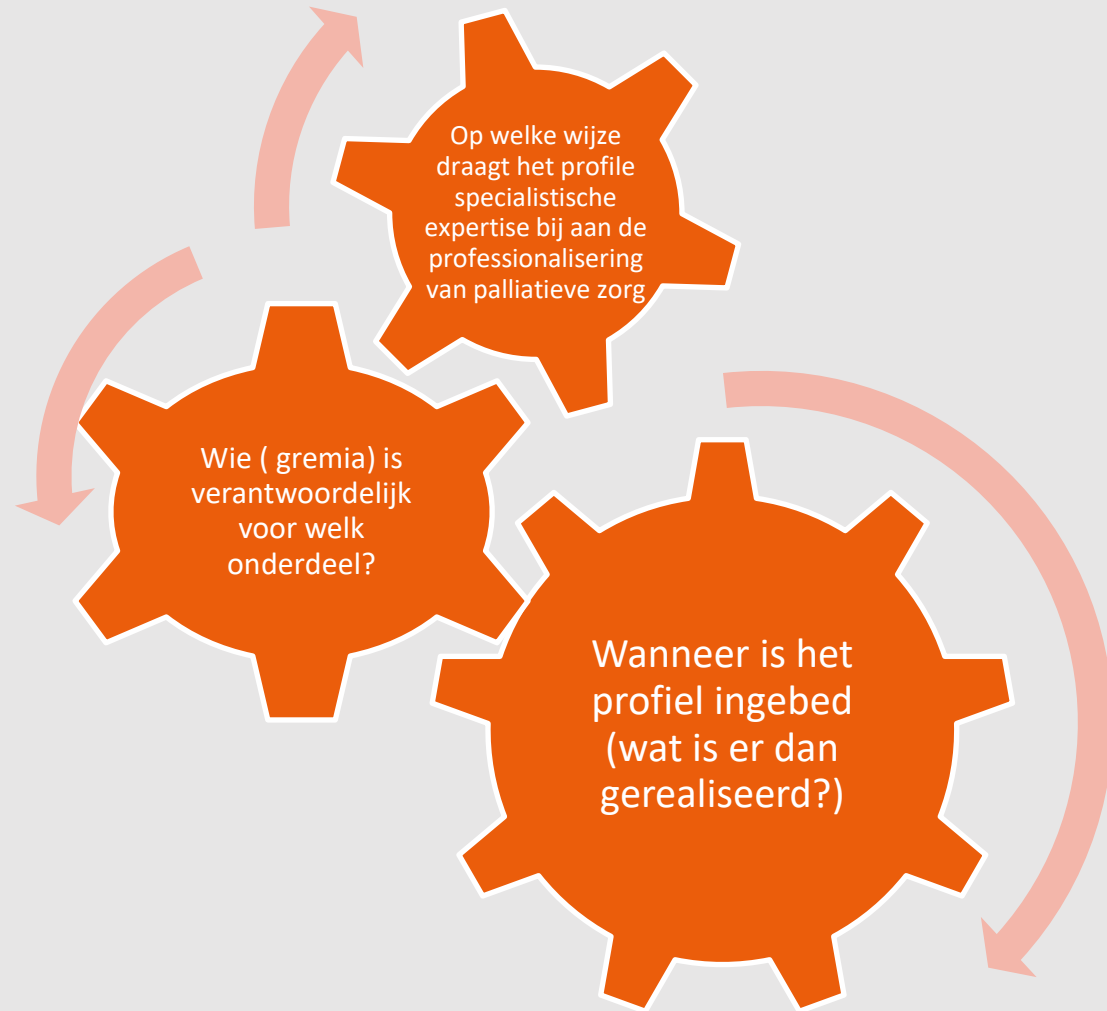 Op welke wijze
draagt het profile
specialistische
expertise bij aan de
professionalisering
van palliatieve zorg
Wie ( gremia) is
verantwoordelijk
voor welk
onderdeel?
Wanneer is het
profiel ingebed
(wat is er dan
gerealiseerd?)